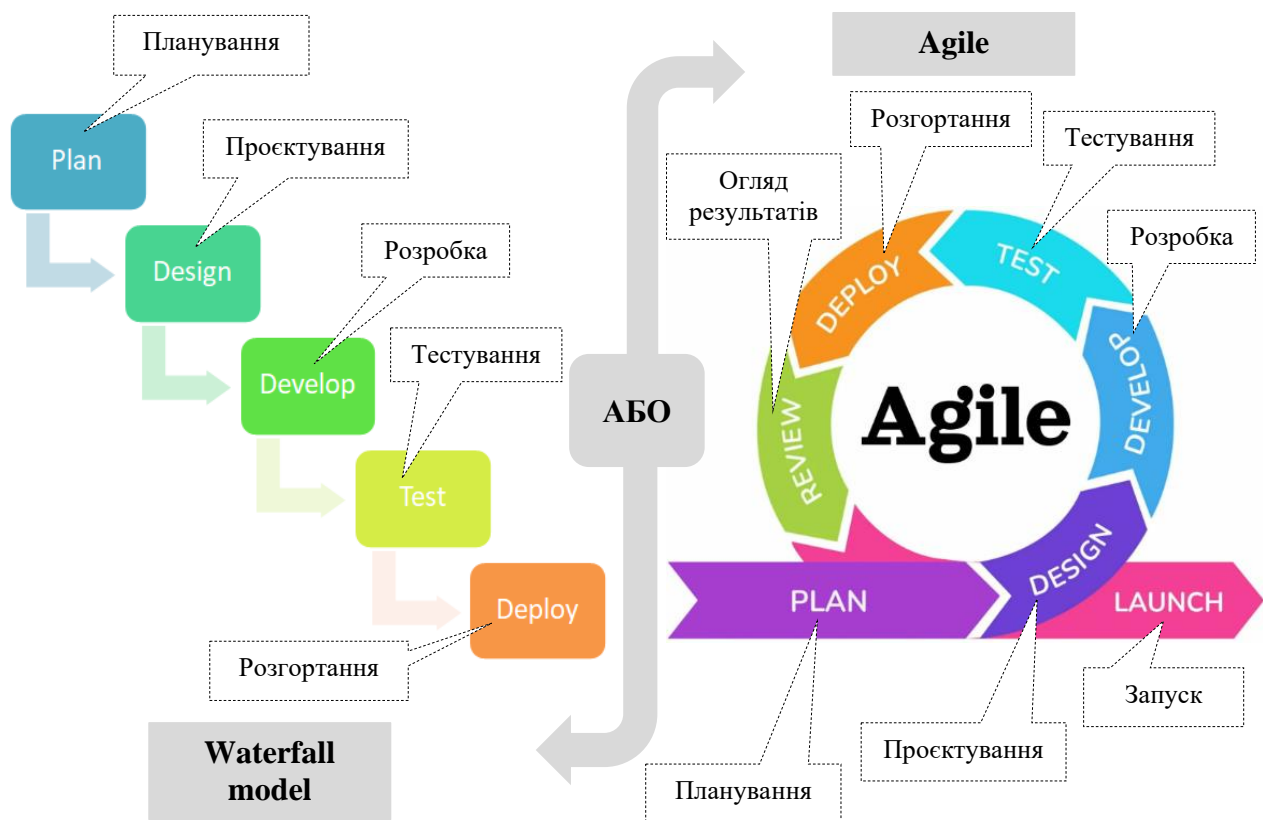 Планування
Plan
Проєктування
Design
Розробка
Develop
Тестування
Test
Deploy
Розгортання
Waterfall
model
АБО
Agile
Розгортання
Тестування
Огляд
результатів
Розробка
DEPLOY
TEST
DEVELOP
REVIEW
Agile
DESIGN
PLAN
LAUNCH
Запуск
Проєктування
Планування